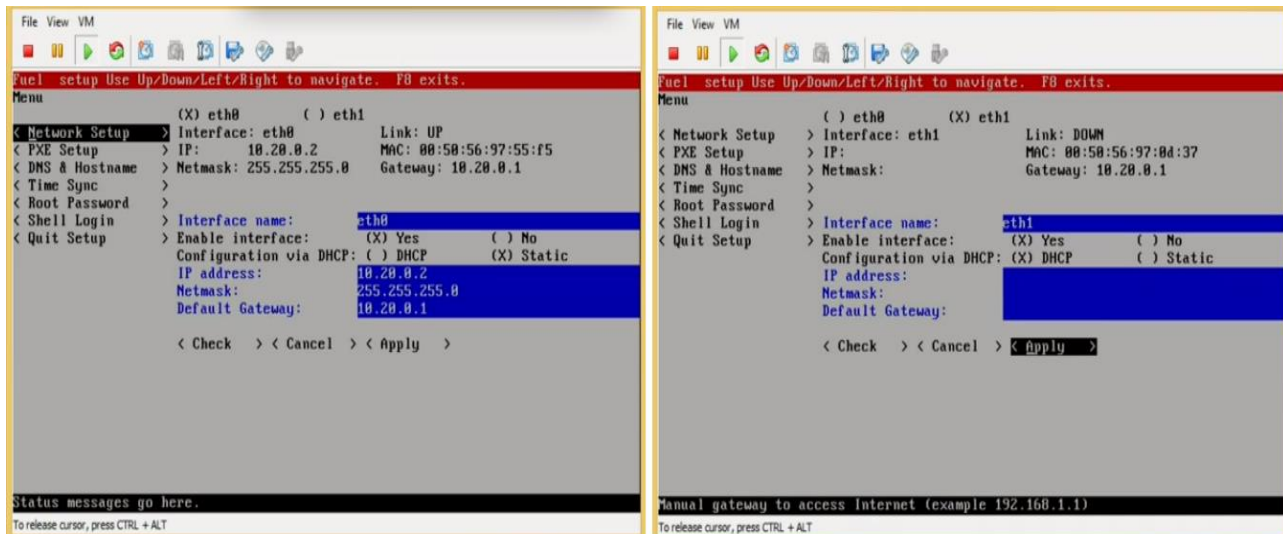 File View VM
Fuel setup Use Up/Down/Left/Right to navigate. F8 exits.
Menu
(X) eth0 ( ) eth1
< Network Setup > Interface: eth0 Link: UP
< PXE Setup > IP: 10.20.0.2 MAC: 00:50:56:97:55:f5
< DNS & Hostname > Netmask: 255.255.255.0 Gateway: 10.20.0.1
< Time Sync >
< Root Password >
< Shell Login > Interface name: eth0
< Quit Setup > Enable interface: (X) Yes ( ) No
Configuration via DHCP: ( ) DHCP (X) Static
IP address: 10.20.0.2
Netmask: 255.255.255.0
Default Gateway: 10.20.0.1
< Check > < Cancel > < Apply >
Status messages go here.
To release cursor, press CTRL + ALT
File View VM
Fuel setup Use Up/Down/Left/Right to navigate. F8 exits.
Menu
( ) eth0 (X) eth1
< Network Setup > Interface: eth1 Link: DOWN
< PXE Setup > IP: MAC: 00:50:56:97:0d:37
< DNS & Hostname > Netmask: Gateway: 10.20.0.1
< Time Sync >
< Root Password >
< Shell Login > Interface name: eth1
< Quit Setup > Enable interface: (X) Yes ( ) No
Configuration via DHCP: (X) DHCP ( ) Static
IP address:
Netmask:
Default Gateway:
< Check > < Cancel > < Apply >
Manual gateway to access Internet (example 192.168.1.1)
To release cursor, press CTRL + ALT